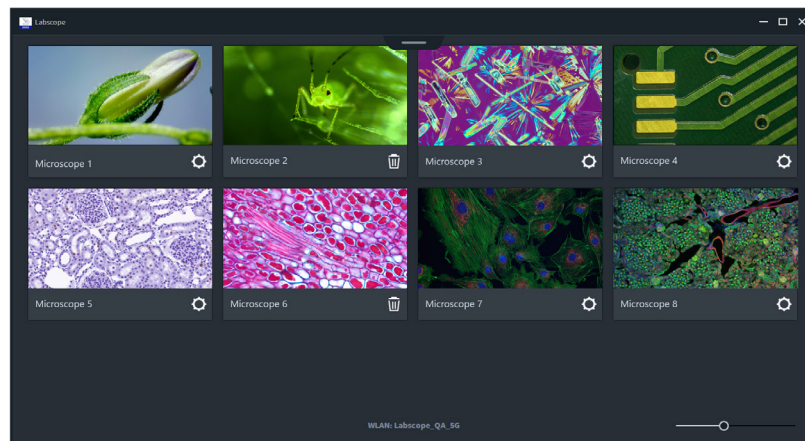 Labscope
Microscope 1
Microscope 2
Microscope 3
Microscope 4
Microscope 5
Microscope 6
Microscope 7
Microscope 8
WLAN: Labscope_QA_5G